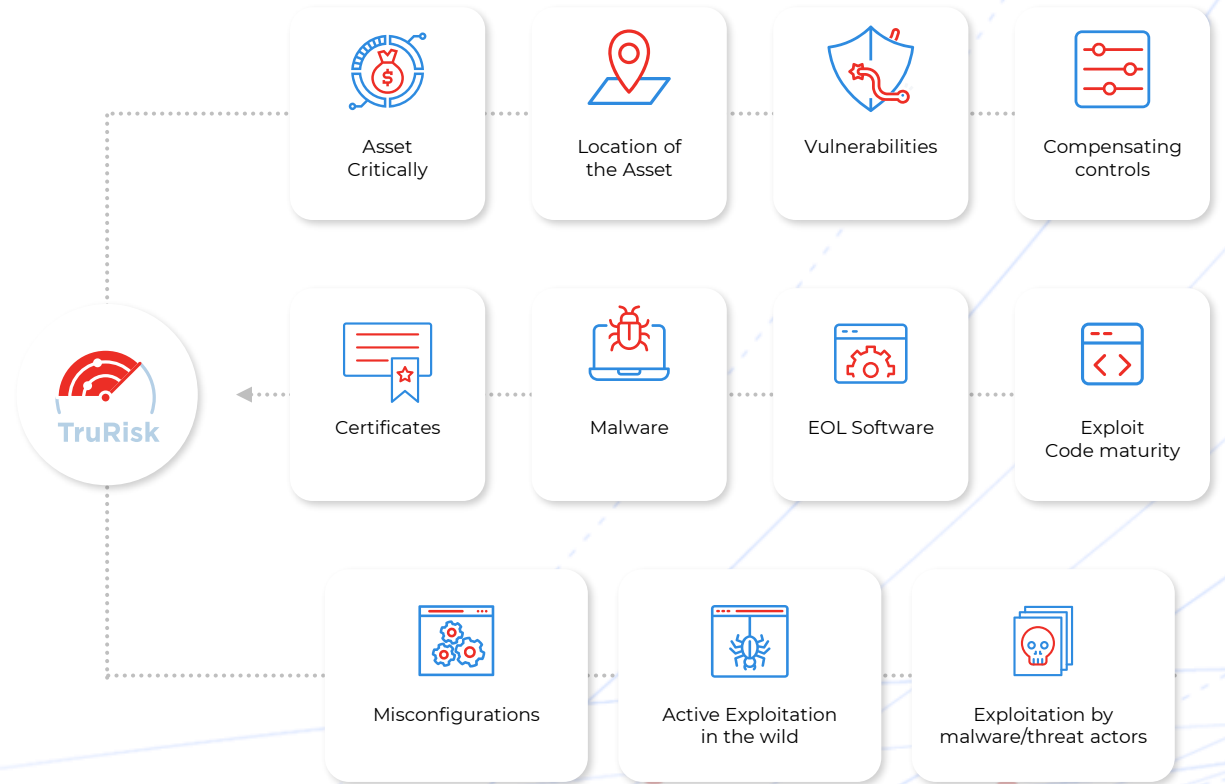 Asset
Critically
Location of
the Asset
Vulnerabilities
Compensating
controls
TruRisk
Certificates
Malware
EOL Software
Exploit
Code maturity
Misconfigurations
Active Exploitation
in the wild
Exploitation by
malware/threat actors